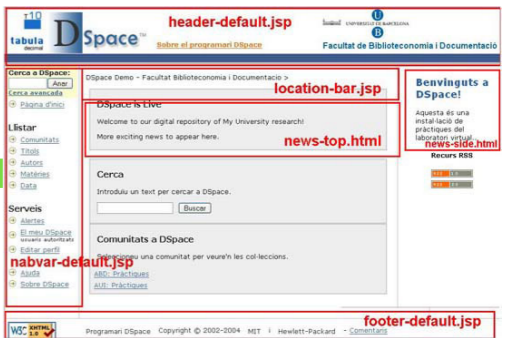 t10
tabula
decimal
DSpace™
header-default.jsp
Sobre el programari DSpace
UNIVERSITAT DE BARCELONA
U
B
Facultat de Biblioteconomia i Documentació
Cerca a DSpace:
Anar
Cerca avançada
Pàgina d'inici
Llistar
Comunitats
Títols
Autors
Matèries
Data
Serveis
Alertes
El meu DSpace
usuaris autoritzats
Editar perfil
nabvar-default.jsp
Ajuda
Sobre DSpace
DSpace Demo - Facultat Biblioteconomia i Documentacio >
location-bar.jsp
DSpace is Live
Welcome to our digital repository of My University research!
More exciting news to appear here.
news-top.html
Cerca
Introduïu un text per cercar a DSpace.
Buscar
Comunitats a DSpace
Seleccioneu una comunitat per veure'n les col·leccions.
ABD: Pràctiques
AUS: Pràctiques
Benvinguts a
DSpace!
Aquesta és una
instal·lació de
pràctiques del
laboratori virtual.
news-side.html
Recurs RSS
footer-default.jsp
W3C XHTML 1.0
Programari DSpace Copyright © 2002-2004 MIT i Hewlett-Packard - Comentaris